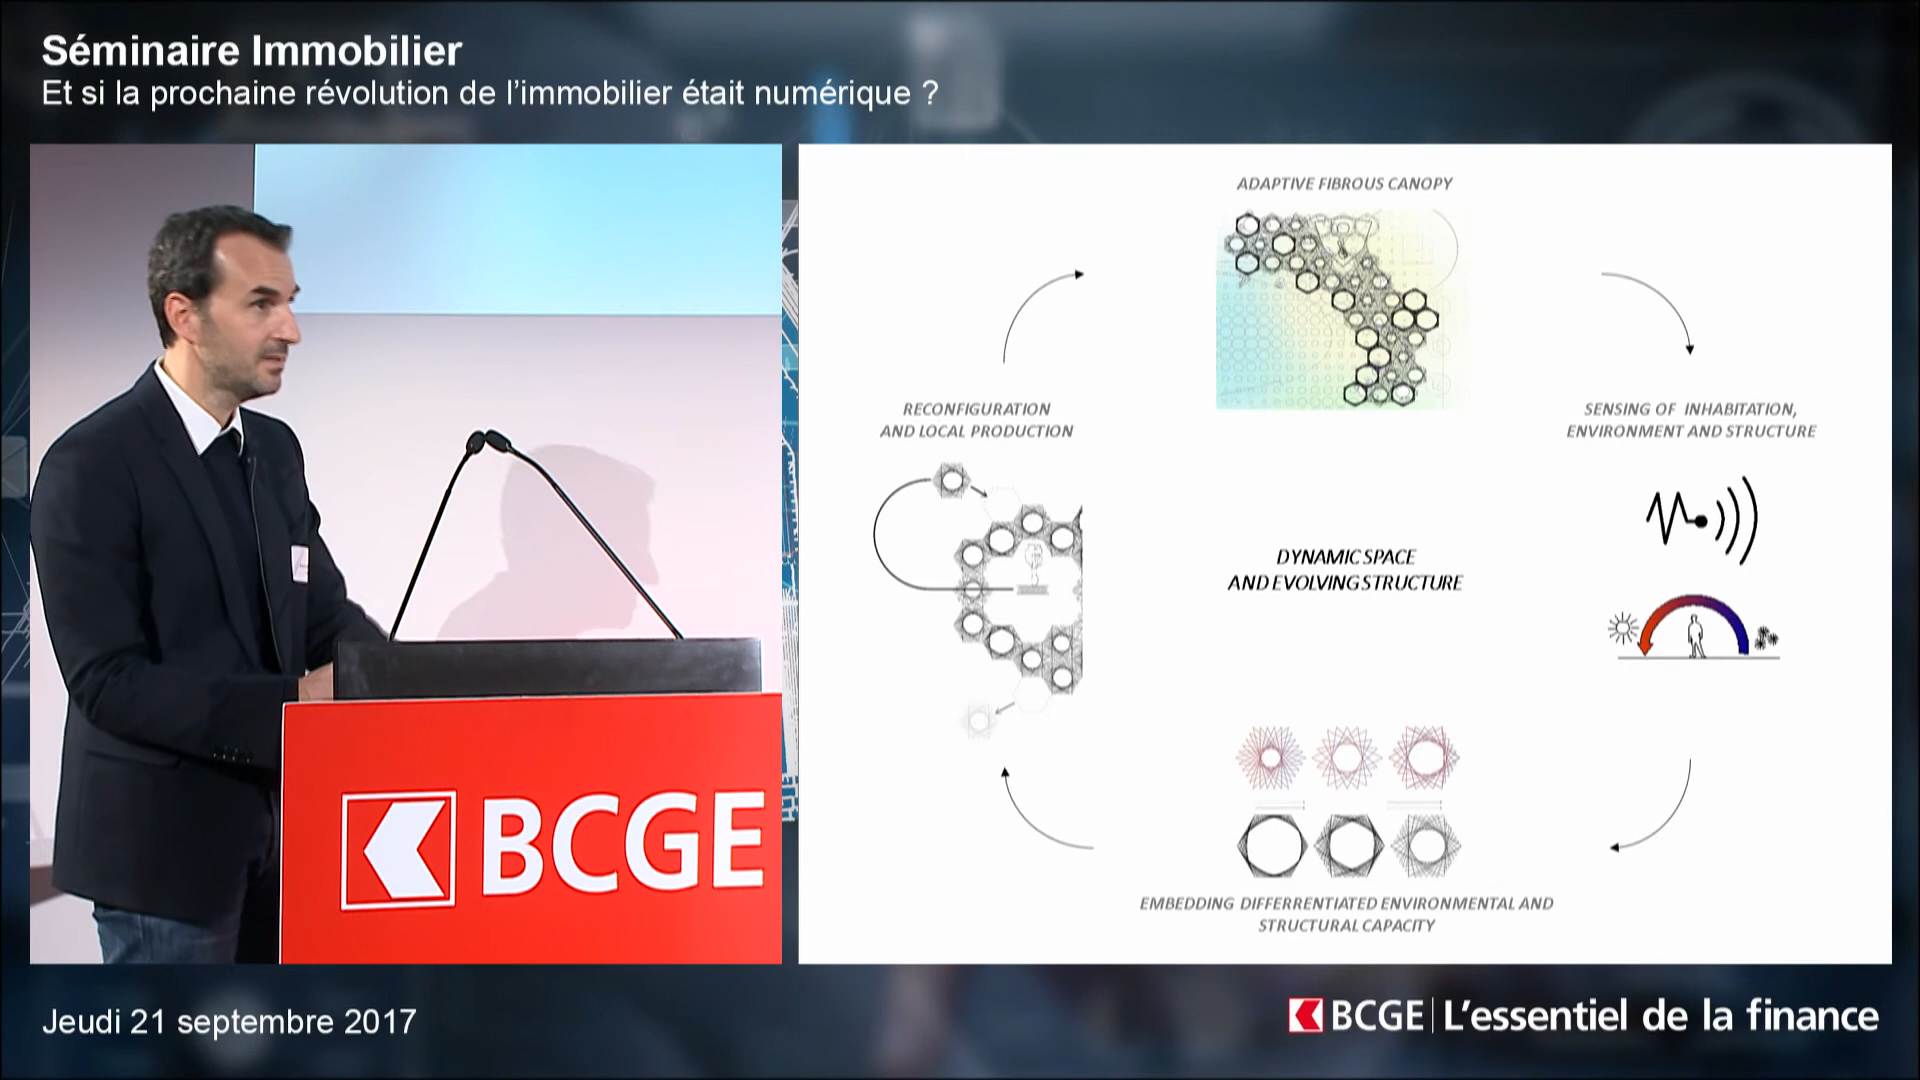 Séminaire Immobilier
Et si la prochaine révolution de l'immobilier était numérique ?
ADAPTIVE FIBROUS CANOPY
RECONFIGURATION
AND LOCAL PRODUCTION
SENSING OF INHABITATION,
ENVIRONMENT AND STRUCTURE
DYNAMIC SPACE
AND EVOLVING STRUCTURE
EMBEDDING DIFFERRENTIATED ENVIRONMENTAL AND
STRUCTURAL CAPACITY
BCGE
Jeudi 21 septembre 2017
BCGE L'essentiel de la finance